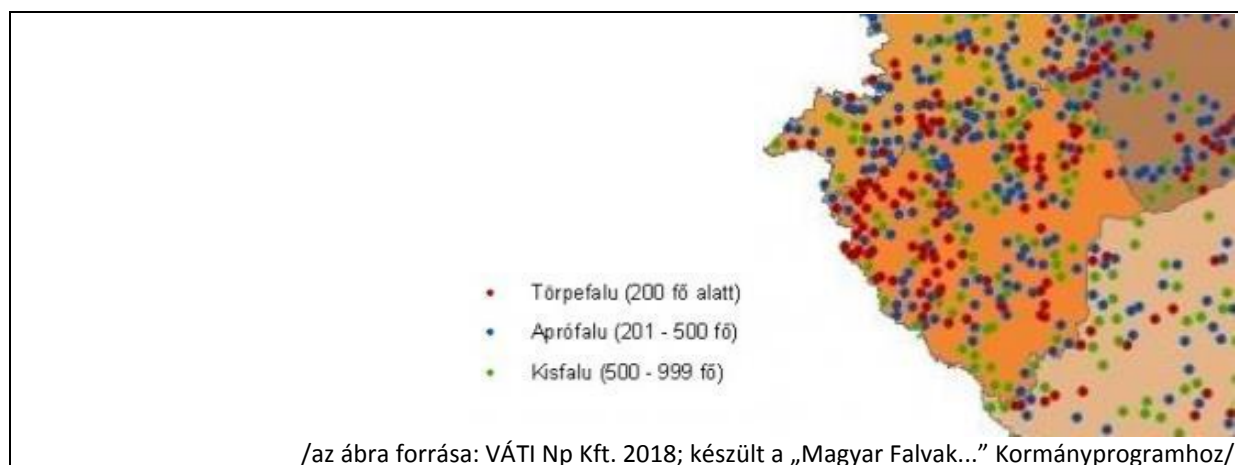 Törpefalu (200 fő alatt)
Aprófalu (201 - 500 fő)
Kisfalu (500 - 999 fő)
/az ábra forrása: VÁTI Np Kft. 2018; készült a „Magyar Falvak...” Kormányprogramhoz/